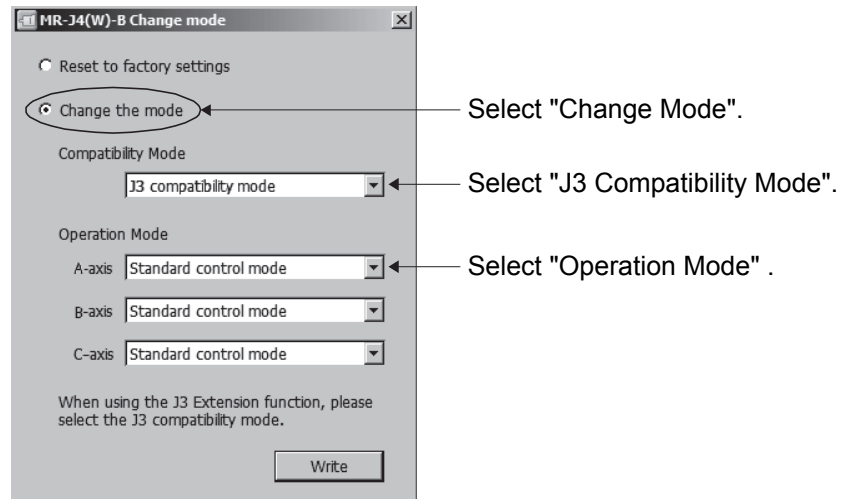 MR-J4(W)-B Change mode
Reset to factory settings
Change the mode
Select "Change Mode".
Compatibility Mode
J3 compatibility mode
Select "J3 Compatibility Mode".
Operation Mode
A-axis Standard control mode
Select "Operation Mode" .
B-axis Standard control mode
C-axis Standard control mode
When using the J3 Extension function, please
select the J3 compatibility mode.
Write